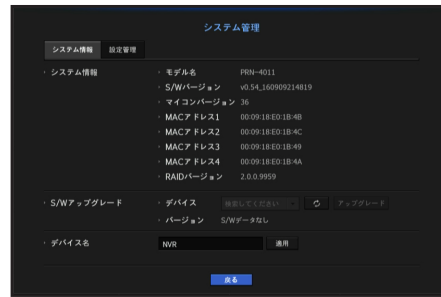 システム管理
システム情報 設定管理
・ システム情報 ・ モデル名 PRN-4011
・ S/Wバージョン v0.54_160909214819
・ マイコンバージョン 36
・ MACアドレス1 00:09:18:E0:1B:4B
・ MACアドレス2 00:09:18:E0:1B:4C
・ MACアドレス3 00:09:18:E0:1B:49
・ MACアドレス4 00:09:18:E0:1B:4A
・ RAIDバージョン 2.0.0.9959
・ S/Wアップグレード ・ デバイス 検索してください アップグレード
・ バージョン S/Wデータなし
・ デバイス名 NVR 適用
戻る